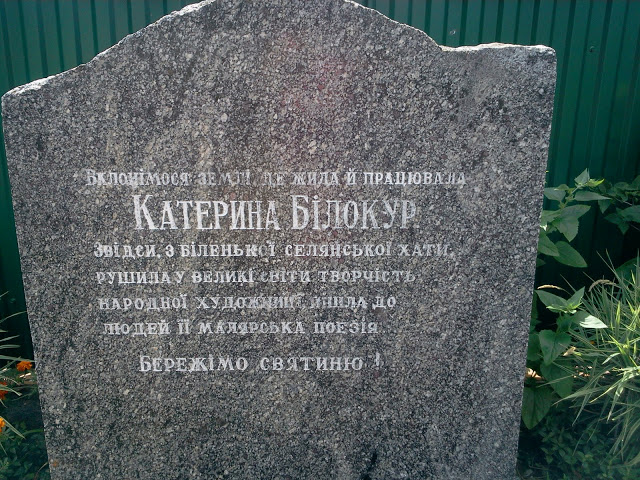 Вклонімося землі, де жила й працювала
Катерина Білокур
Звідси, з біленької селянської хати,
рушила у великі світи творчість
народної художниці, лина до
людей її малярська поезія...
Бережімо святиню!